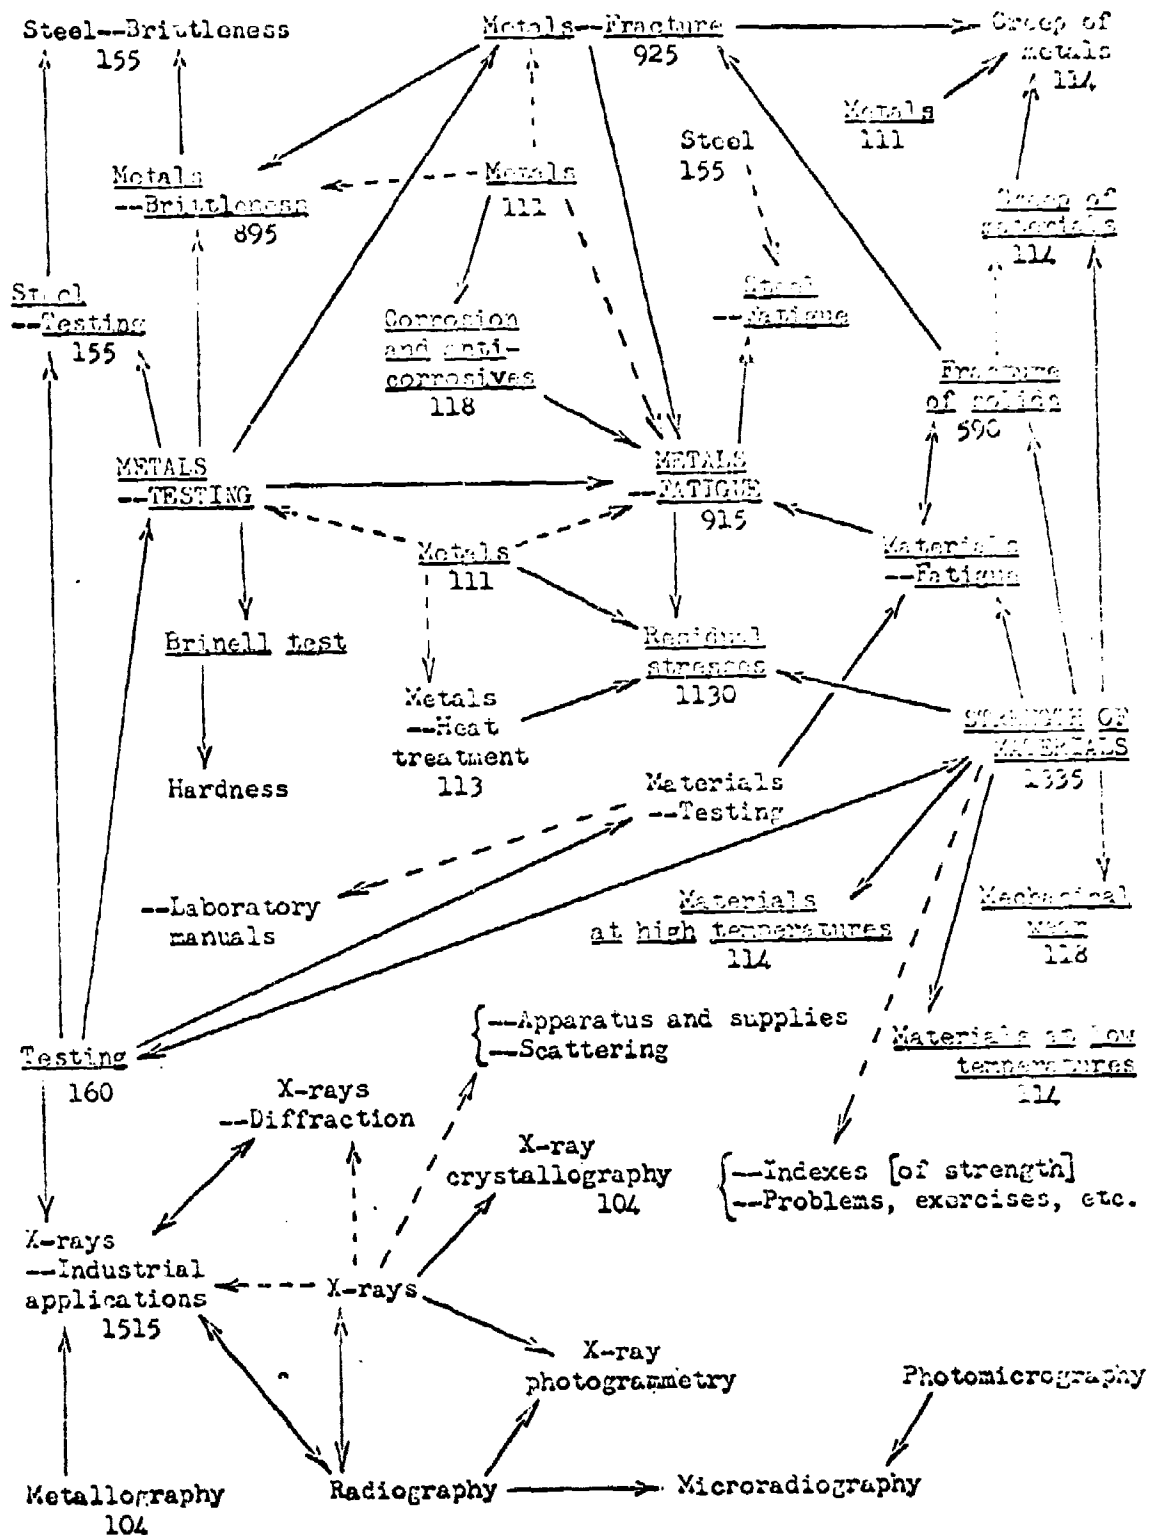 Steel--Brittleness
155
Metals--Fracture
925
Creep of
metals
114
Metals
111
Steel
155
Metals
--Brittleness
895
Metals
111
Creep of
materials
114
Steel
--Testing
155
Corrosion
and anti-
corrosives
118
Steel
--Fatigue
Fracture
of solids
590
METALS
--TESTING
METALS
--FATIGUE
915
Metals
111
Materials
--Fatigue
Brinell test
Residual
stresses
1130
Metals
--Heat
treatment
113
STRENGTH OF
MATERIALS
1335
Hardness
Materials
--Testing
--Laboratory
manuals
Materials
at high temperatures
114
Mechanical
wear
118
{--Apparatus and supplies
--Scattering
Materials at low
temperatures
114
Testing
160
X-rays
--Diffraction
X-ray
crystallography
104
{--Indexes [of strength]
--Problems, exercises, etc.
X-rays
--Industrial
applications
1515
X-rays
X-ray
photogrammetry
Photomicrography
Metallography
104
Radiography
Microradiography